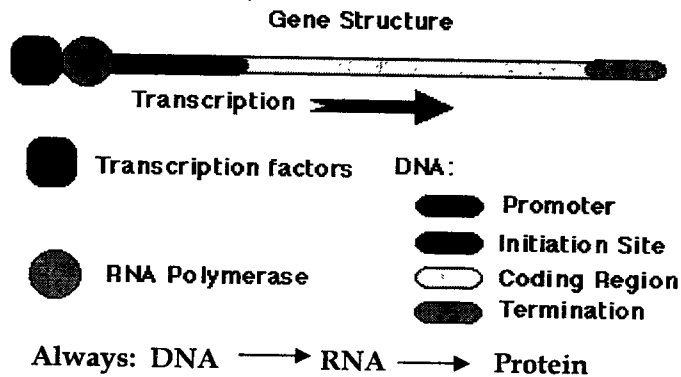 Gene Structure
Transcription
Transcription factors
DNA:
Promoter
Initiation Site
RNA Polymerase
Coding Region
Termination
Always: DNA → RNA → Protein